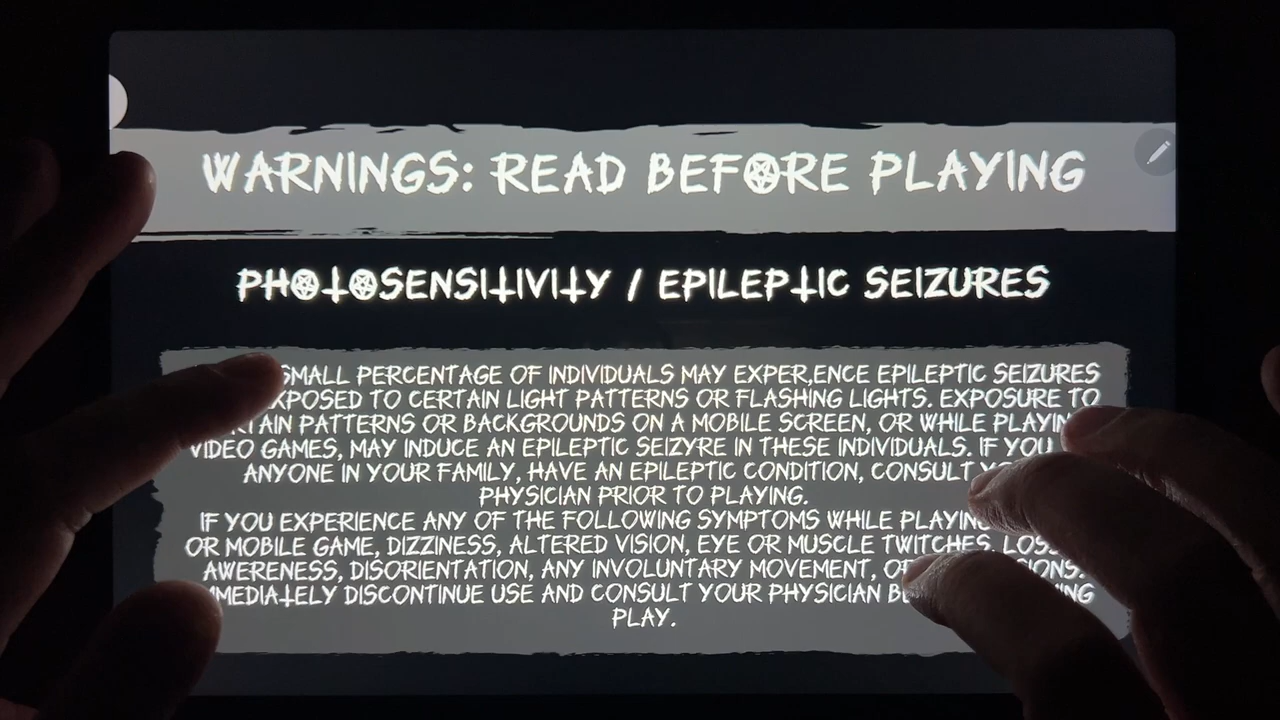 WARNINGS: READ BEFORE PLAYING
PHOTOSENSITIVITY / EPILEPTIC SEIZURES
SMALL PERCENTAGE OF INDIVIDUALS MAY EXPER,ENCE EPILEPTIC SEIZURES
TO CERTAIN LIGHT PATTERNS OR FLASHING LIGHTS. EXPOSURE TO
PATTERNS OR BACKGROUNDS ON A MOBILE SCREEN, OR WHILE
VIDEO GAMES, MAY INDUCE AN EPILEPTIC SEIZYRE IN THESE INDIVIDUALS. IF YOU
ANYONE IN YOUR FAMILY, HAVE AN EPILEPTIC CONDITION, CONSULT
PHYSICIAN PRIOR TO PLAYING.
IF YOU EXPERIENCE ANY OF THE FOLLOWING SYMPTOMS WHILE
OR MOBILE GAME, DIZZINESS, ALTERED VISION, EYE OR MUSCLE TWITCHES,
AWERENESS, DISORIENTATION, ANY INVOLUNTARY MOVEMENT,
DISCONTINUE USE AND CONSULT YOUR PHYSICIAN
PLAY.